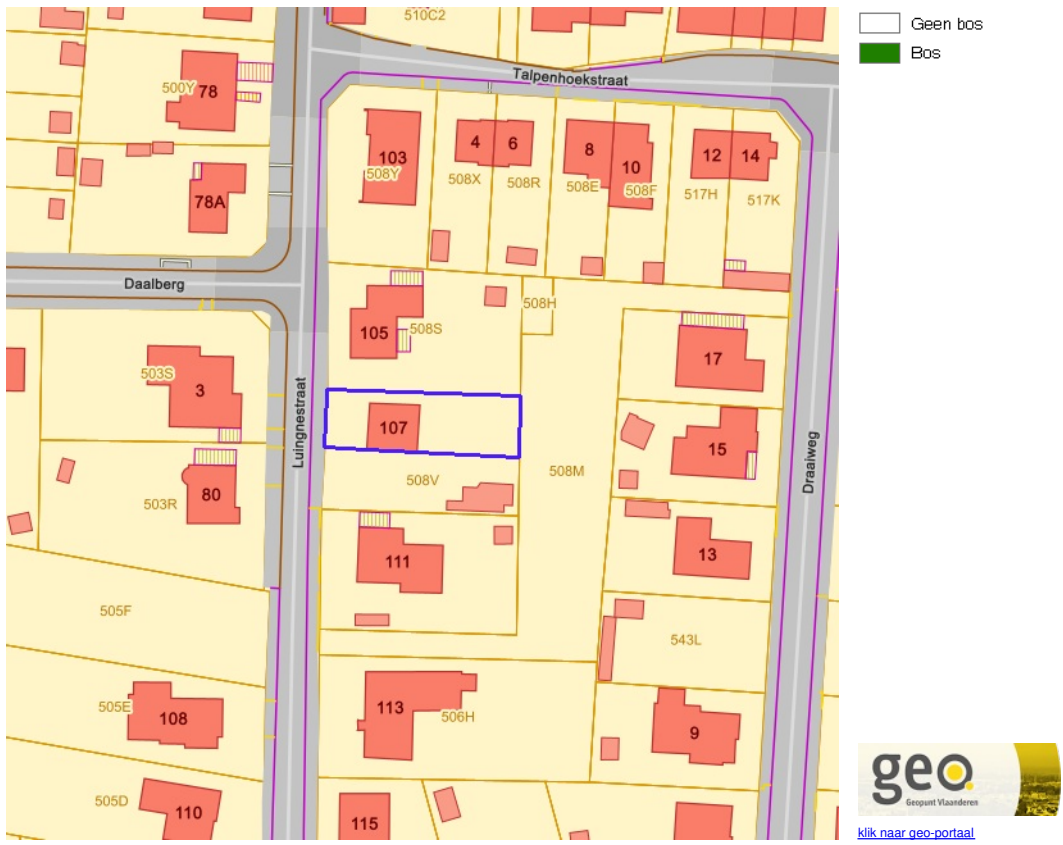 510C2
Geen bos
Bos
Talpenhoekstraat
500Y
78
103
508Y
4
6
508X
508R
8
10
508E
508F
12
14
517H
517K
78A
Daalberg
508H
105
508S
17
503S
3
Luingnestraat
107
15
Draaiweg
508V
508M
80
503R
111
13
505F
543L
505E
108
113
506H
9
505D
110
115
geo
Geopunt Vlaanderen
klik naar geo-portaal